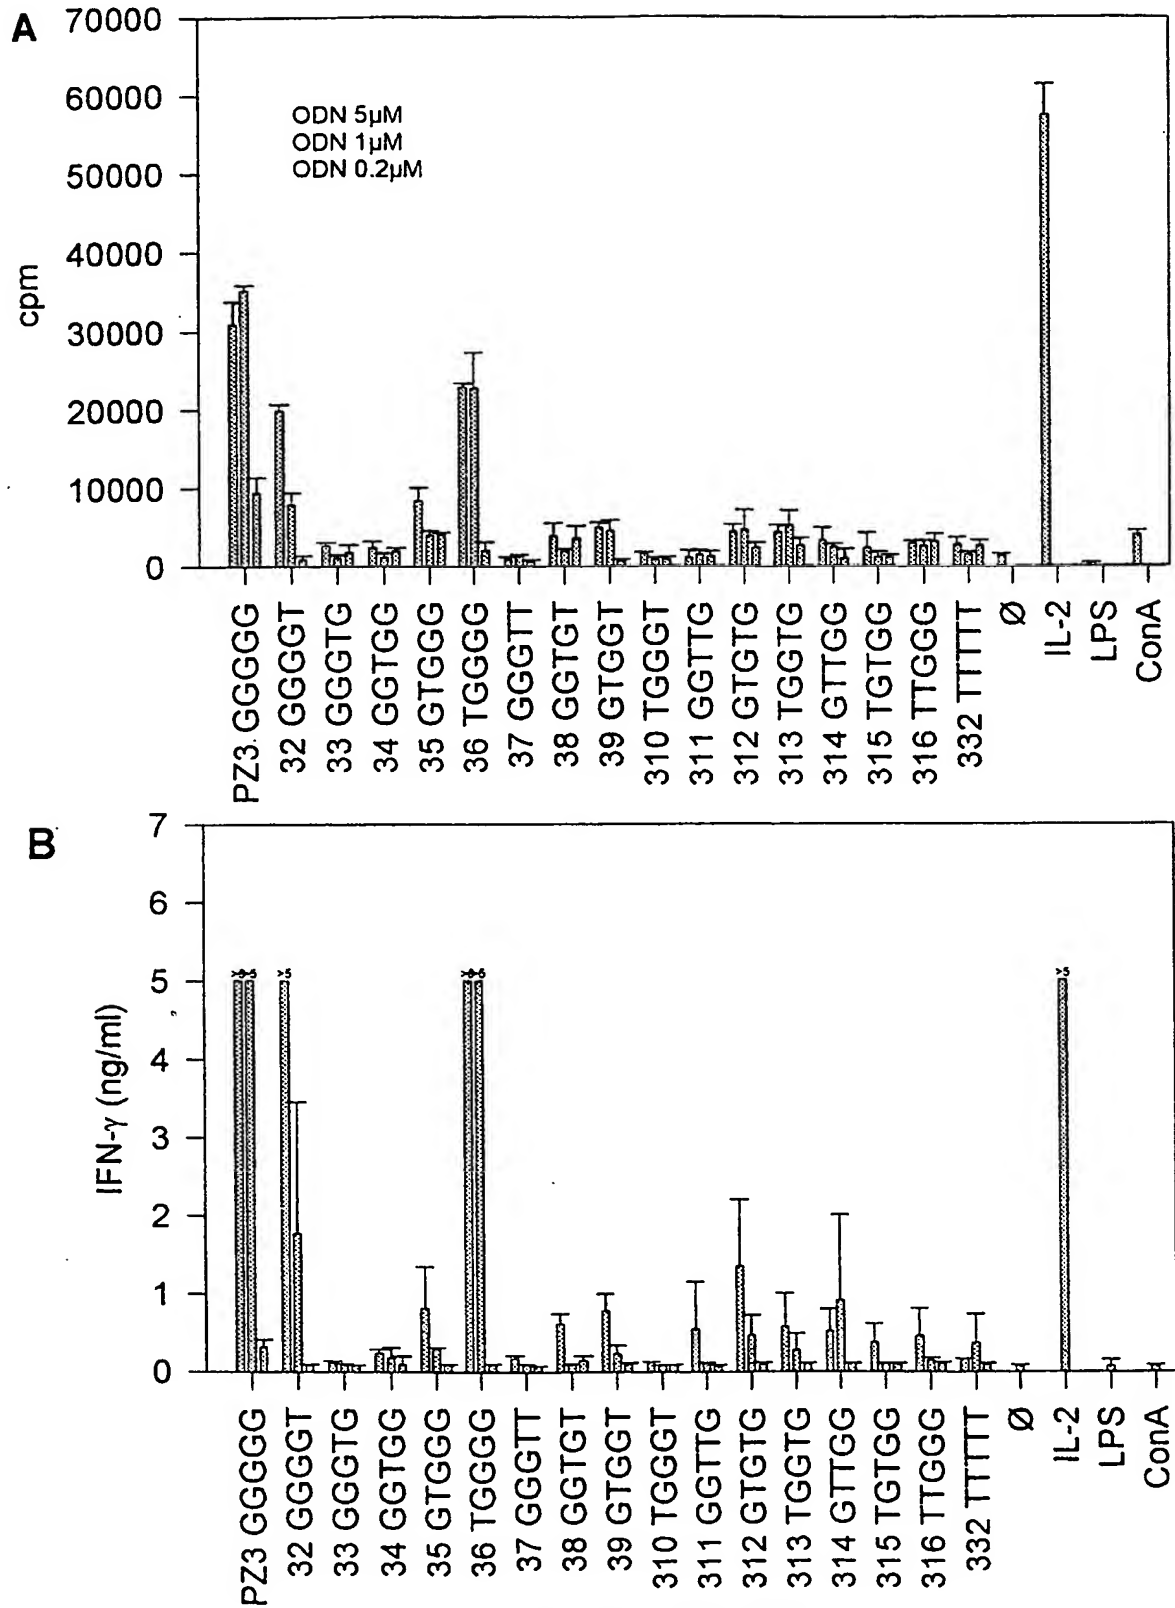 A
70000
60000
50000
40000
30000
20000
10000
0
cpm
ODN 5µM
ODN 1µM
ODN 0.2µM
PZ3 GGGGG
32 GGGGT
33 GGGTG
34 GGTGG
35 GTGGG
36 TGGGG
37 GGGTT
38 GGTGT
39 GTGGT
310 TGGGT
311 GGTTG
312 GTGTG
313 TGGTG
314 GTTGG
315 TGTGG
316 TTGGG
332 TTTTT
Ø
IL-2
LPS
ConA
B
7
6
5
4
3
2
1
0
IFN-γ (ng/ml)
>5
>5
PZ3 GGGGG
32 GGGGT
33 GGGTG
34 GGTGG
35 GTGGG
36 TGGGG
37 GGGTT
38 GGTGT
39 GTGGT
310 TGGGT
311 GGTTG
312 GTGTG
313 TGGTG
314 GTTGG
315 TGTGG
316 TTGGG
332 TTTTT
Ø
IL-2
LPS
ConA